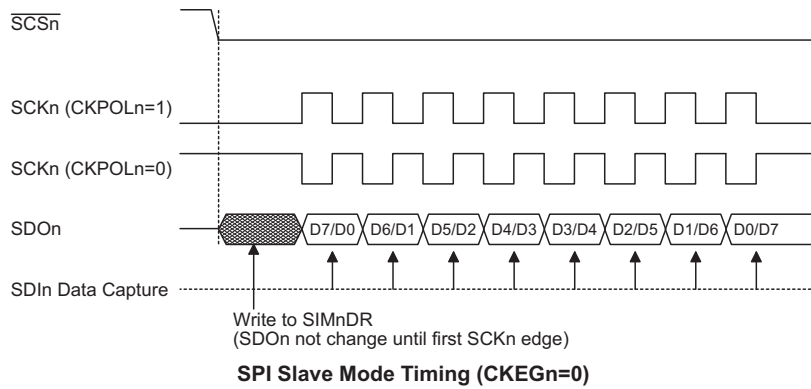 SCSn
SCKn (CKPOLn=1)
SCKn (CKPOLn=0)
SDOn
D7/D0 D6/D1 D5/D2 D4/D3 D3/D4 D2/D5 D1/D6 D0/D7
SDIn Data Capture
Write to SIMnDR
(SDOn not change until first SCKn edge)
SPI Slave Mode Timing (CKEGn=0)